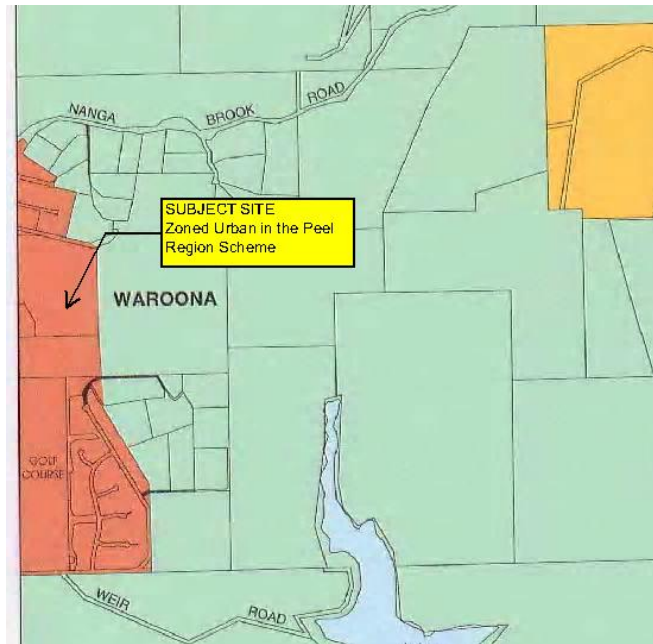 NANGA BROOK ROAD
SUBJECT SITE
Zoned Urban in the Peel
Region Scheme
WAROONA
GOLF
COURSE
WEIR ROAD